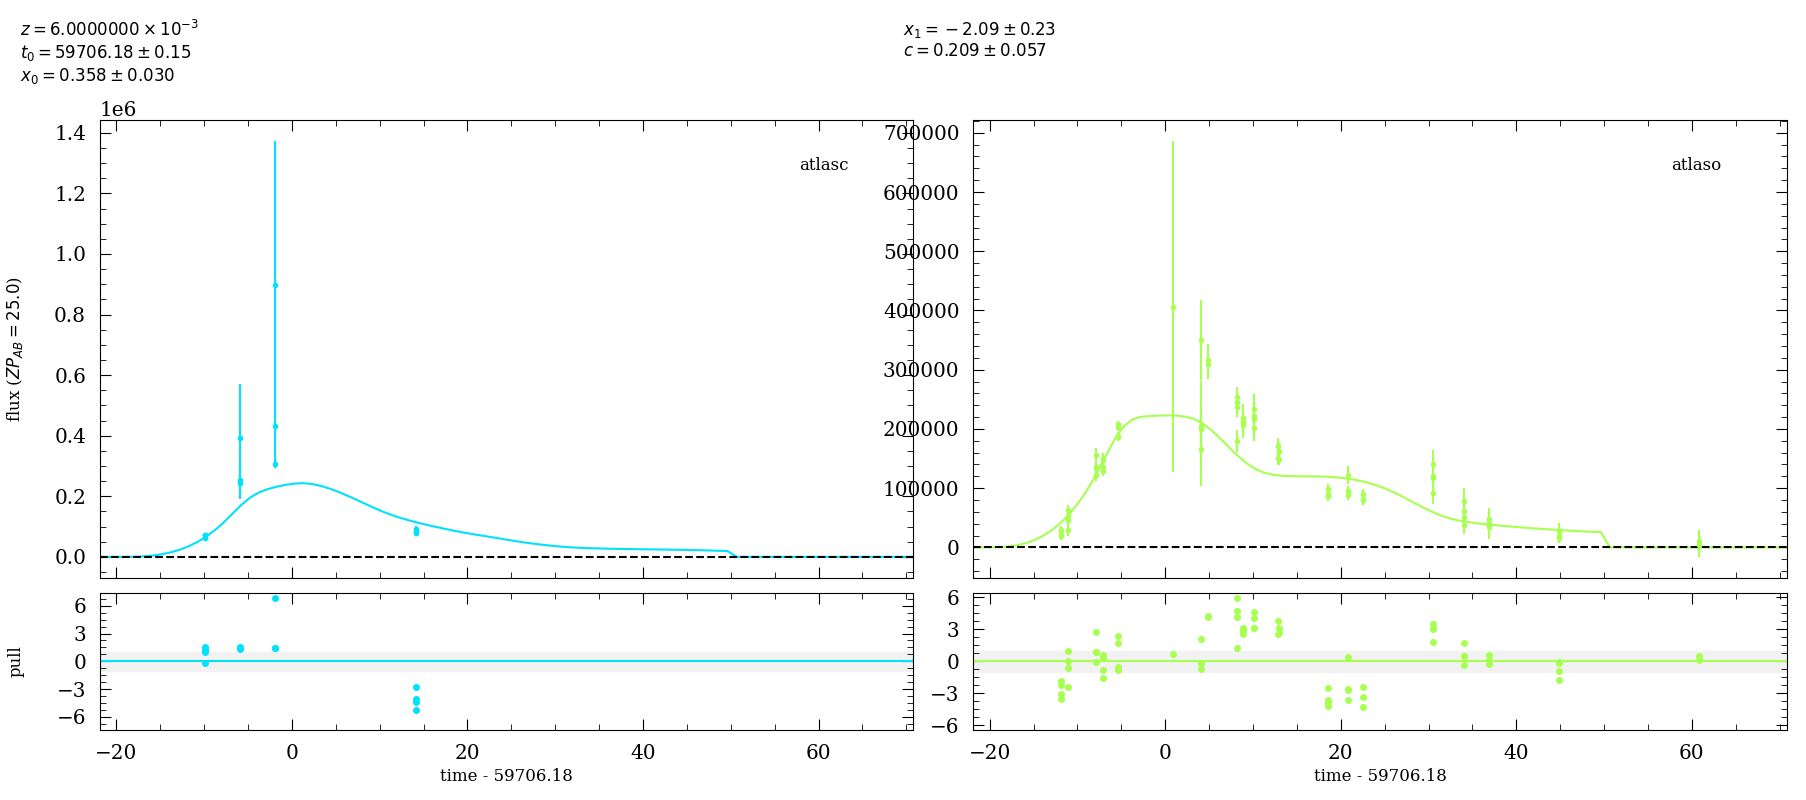 z = 6.0000000 × 10⁻³
t₀ = 59706.18 ± 0.15
x₀ = 0.358 ± 0.030
x₁ = −2.09 ± 0.23
c = 0.209 ± 0.057
1e6
atlasc
1.4
1.2
1.0
0.8
0.6
0.4
0.2
0.0
flux (ZP_AB = 25.0)
atlaso
700000
600000
500000
400000
300000
200000
100000
0
6
3
0
−3
−6
pull
−20 0 20 40 60
time - 59706.18
6
3
0
−3
−6
−20 0 20 40 60
time - 59706.18